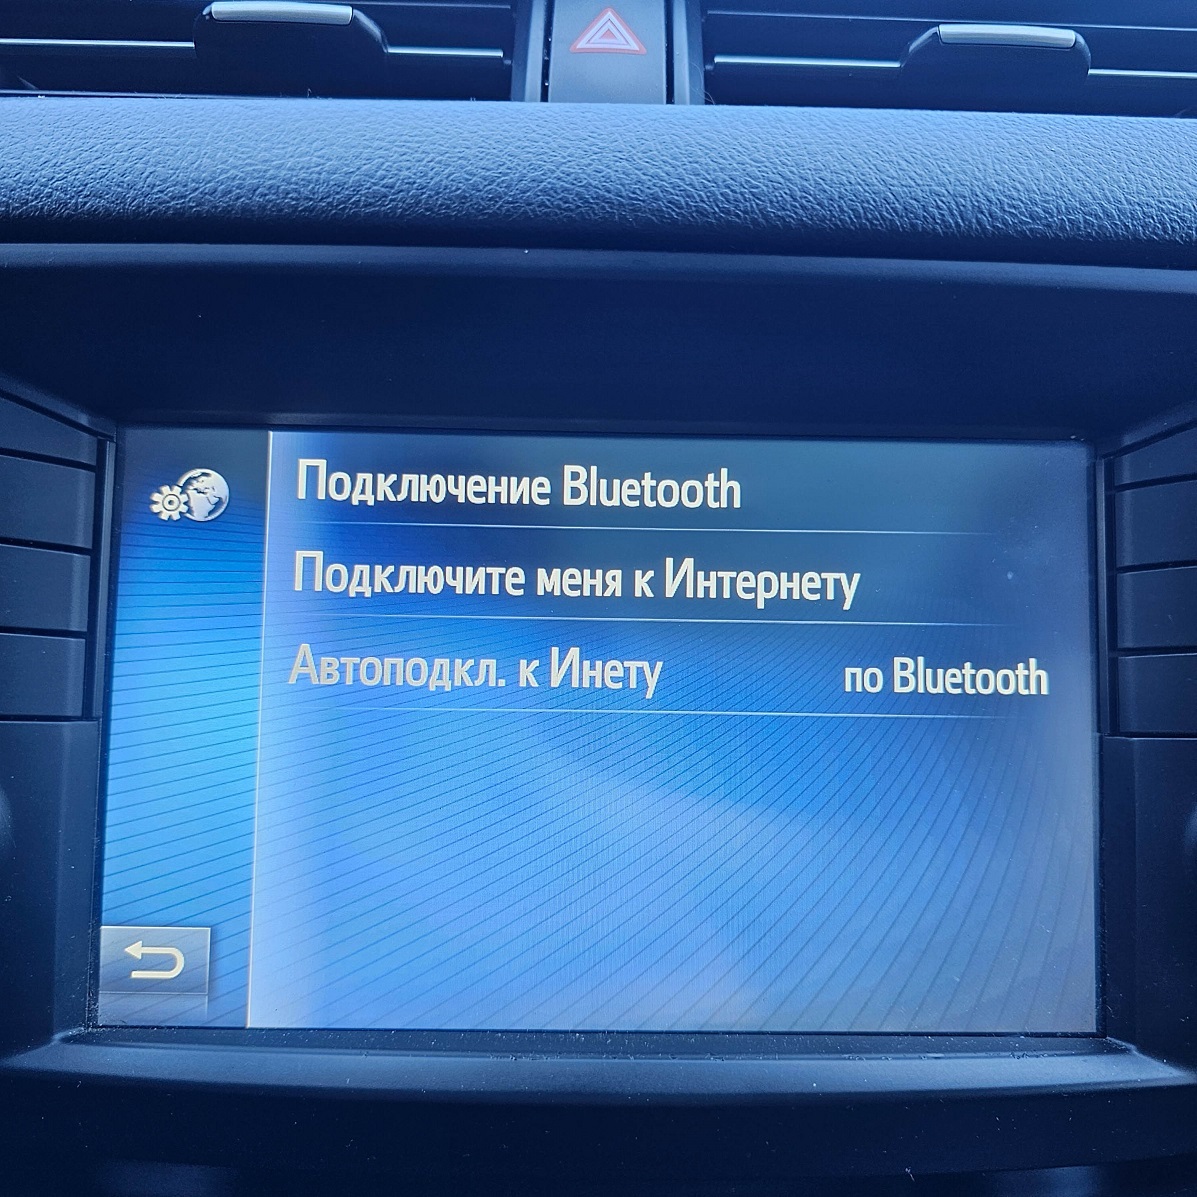 Подключение Bluetooth
Подключите меня к Интернету
Автоподкл. к Инету по Bluetooth